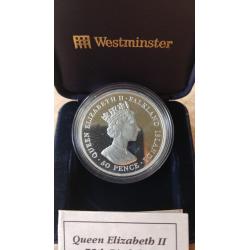 Westminster
QUEEN ELIZABETH II · FALKLAND ISLANDS
· 50 PENCE ·
Queen Elizabeth II